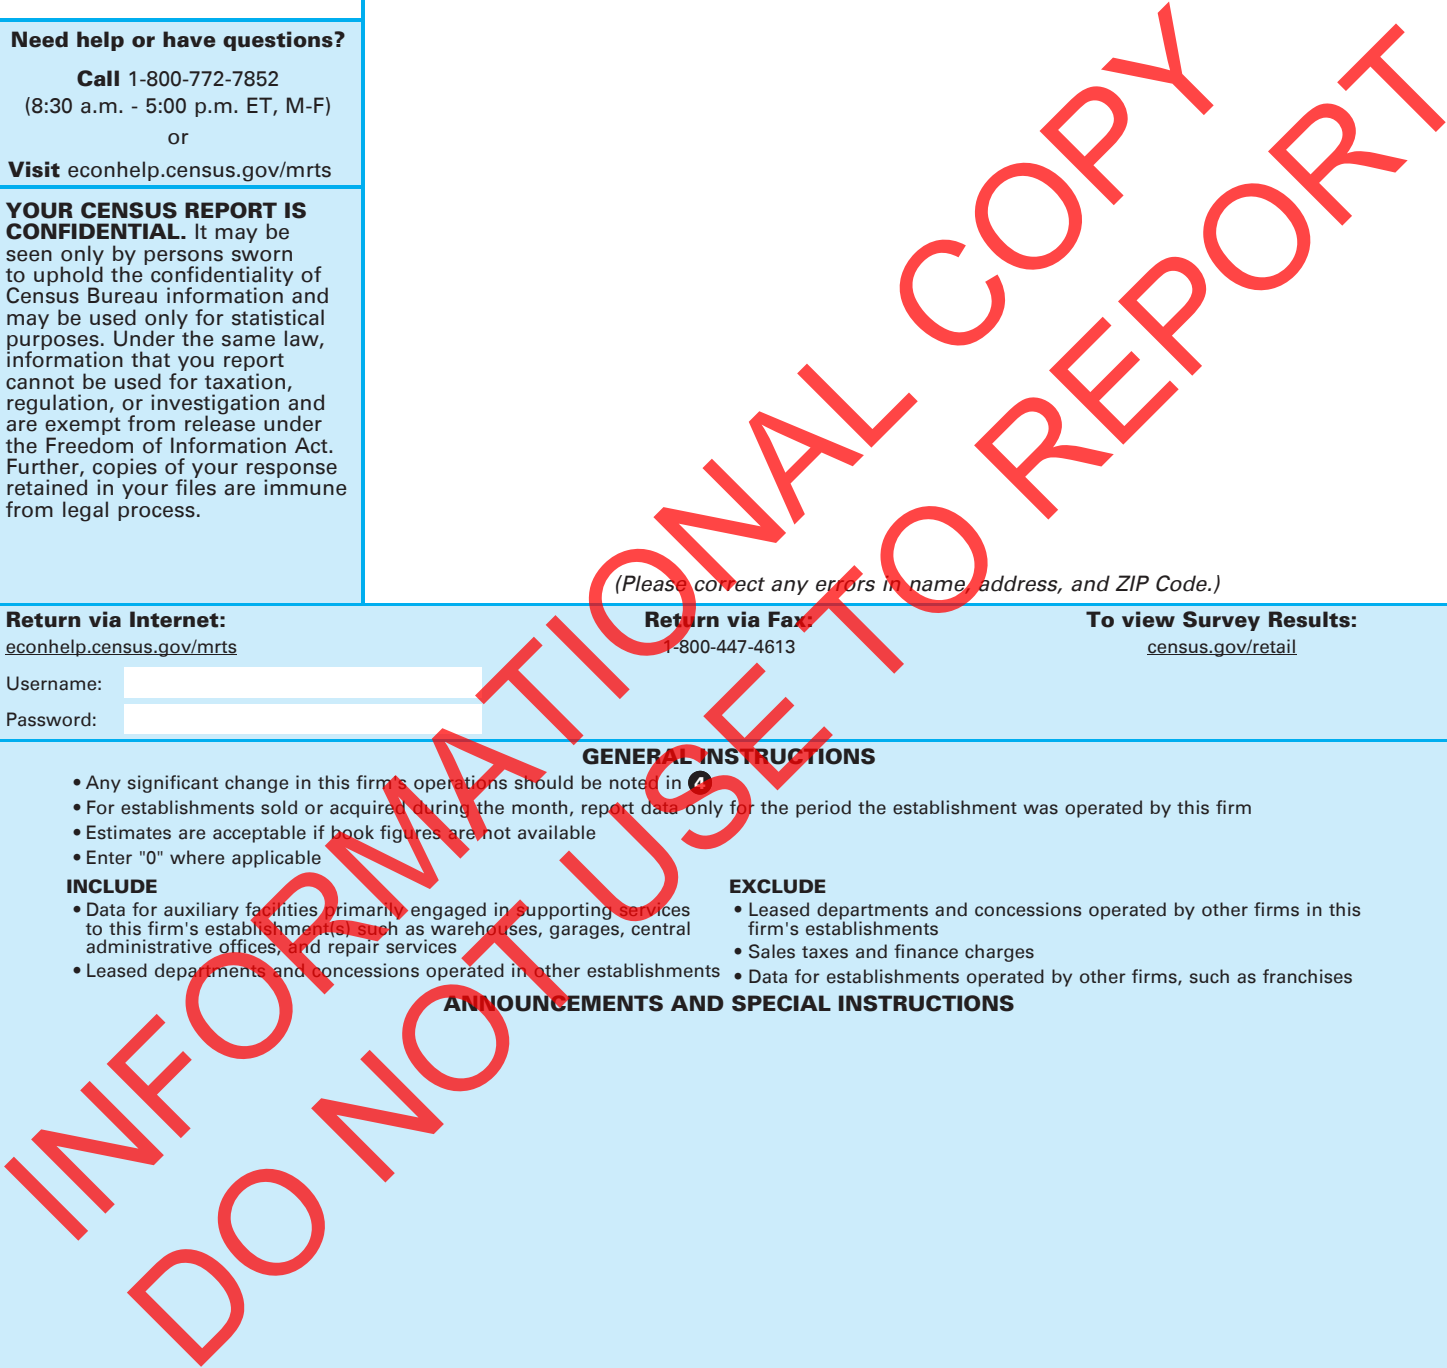 Need help or have questions?
Call 1-800-772-7852
(8:30 a.m. - 5:00 p.m. ET, M-F)
or
Visit econhelp.census.gov/mrts
YOUR CENSUS REPORT IS
CONFIDENTIAL. It may be
seen only by persons sworn
to uphold the confidentiality of
Census Bureau information and
may be used only for statistical
purposes. Under the same law,
information that you report
cannot be used for taxation,
regulation, or investigation and
are exempt from release under
the Freedom of Information Act.
Further, copies of your response
retained in your files are immune
from legal process.
(Please correct any errors in name, address, and ZIP Code.)
Return via Internet:
econhelp.census.gov/mrts
Username:
Password:
Return via Fax:
1-800-447-4613
To view Survey Results:
census.gov/retail
GENERAL INSTRUCTIONS
• Any significant change in this firm's operations should be noted in 4
• For establishments sold or acquired during the month, report data only for the period the establishment was operated by this firm
• Estimates are acceptable if book figures are not available
• Enter "0" where applicable
INCLUDE
• Data for auxiliary facilities primarily engaged in supporting services
to this firm's establishment(s) such as warehouses, garages, central
administrative offices, and repair services
• Leased departments and concessions operated in other establishments
EXCLUDE
• Leased departments and concessions operated by other firms in this
firm's establishments
• Sales taxes and finance charges
• Data for establishments operated by other firms, such as franchises
ANNOUNCEMENTS AND SPECIAL INSTRUCTIONS
INFORMATIONAL COPY
DO NOT USE TO REPORT